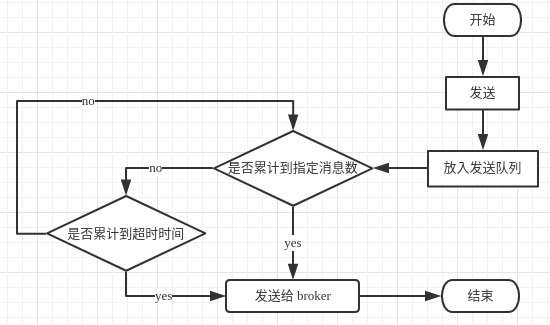 开始
发送
放入发送队列
是否累计到指定消息数
no
no
是否累计到超时时间
yes
yes
发送给 broker
结束